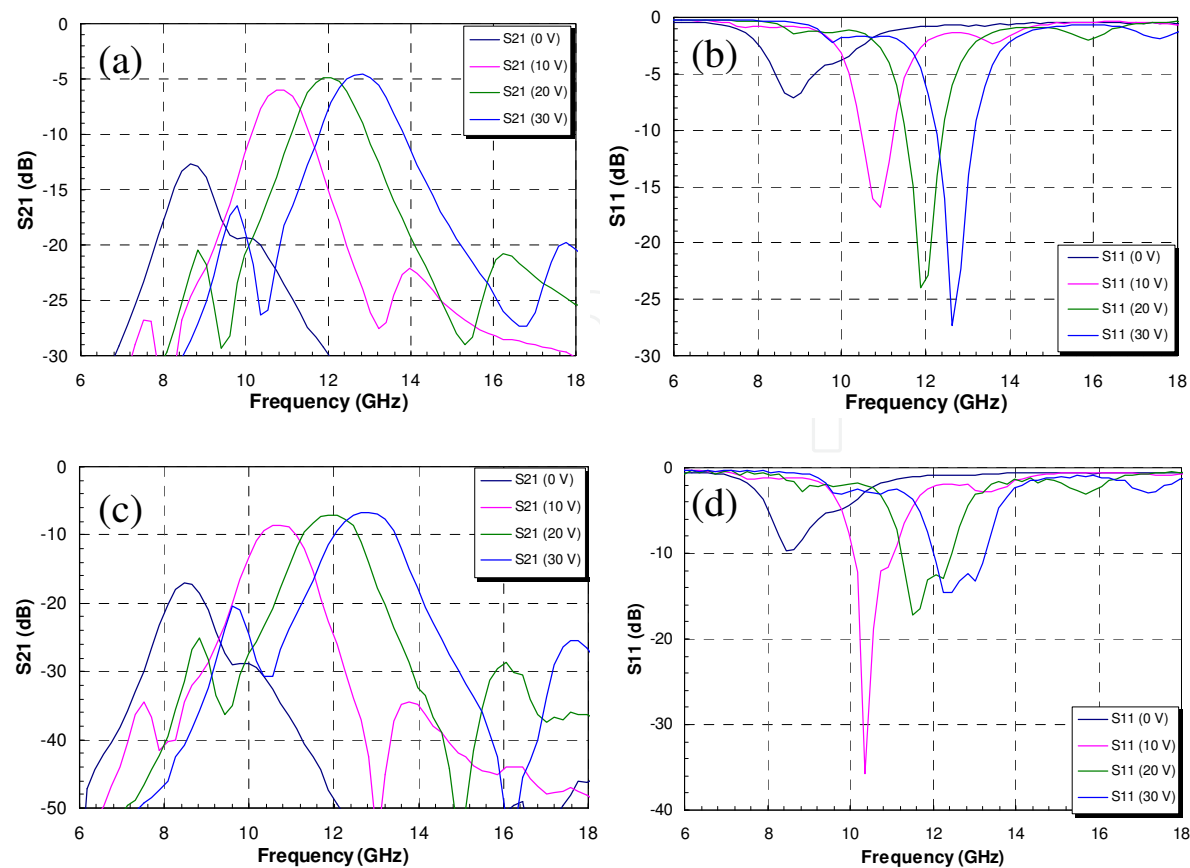 (a)
S21 (0 V)
S21 (10 V)
S21 (20 V)
S21 (30 V)
0
-5
-10
-15
-20
-25
-30
S21 (dB)
6 8 10 12 14 16 18
Frequency (GHz)
(b)
S11 (0 V)
S11 (10 V)
S11 (20 V)
S11 (30 V)
0
-5
-10
-15
-20
-25
-30
S11 (dB)
6 8 10 12 14 16 18
Frequency (GHz)
(c)
S21 (0 V)
S21 (10 V)
S21 (20 V)
S21 (30 V)
0
-10
-20
-30
-40
-50
S21 (dB)
6 8 10 12 14 16 18
Frequency (GHz)
(d)
S11 (0 V)
S11 (10 V)
S11 (20 V)
S11 (30 V)
0
-10
-20
-30
-40
S11 (dB)
6 8 10 12 14 16 18
Frequency (GHz)